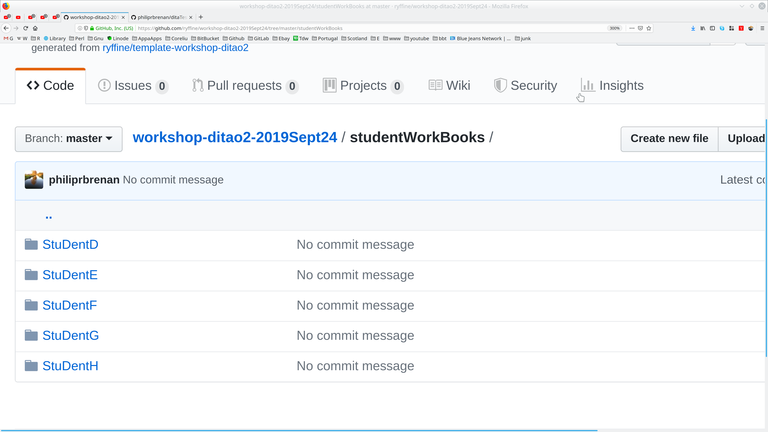 workshop-ditao2-2019Sept24/studentWorkBooks at master · ryffine/workshop-ditao2-2019Sept24 - Mozilla Firefox
workshop-ditao2-201 philiprbrenan/dita
GitHub, Inc. (US) https://github.com/ryffine/workshop-ditao2-2019Sept24/tree/master/studentWorkBooks 300%
G W W R Library Perl Gnu Linode AppaApps Coreliu BitBucket Github GitLab Ebay Tdw Portugal Scotland E www youtube bbt Blue Jeans Network | ... Junk
generated from ryffine/template-workshop-ditao2
Code Issues 0 Pull requests 0 Projects 0 Wiki Security Insights
Branch: master workshop-ditao2-2019Sept24 / studentWorkBooks / Create new file Upload
philiprbrenan No commit message Latest co
..
StuDentD No commit message
StuDentE No commit message
StuDentF No commit message
StuDentG No commit message
StuDentH No commit message